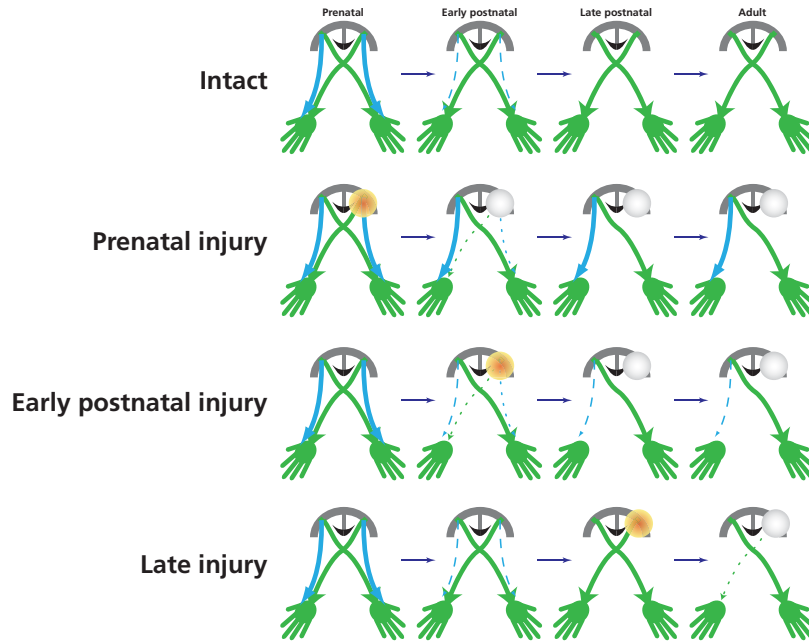 Prenatal
Early postnatal
Late postnatal
Adult
Intact
Prenatal injury
Early postnatal injury
Late injury